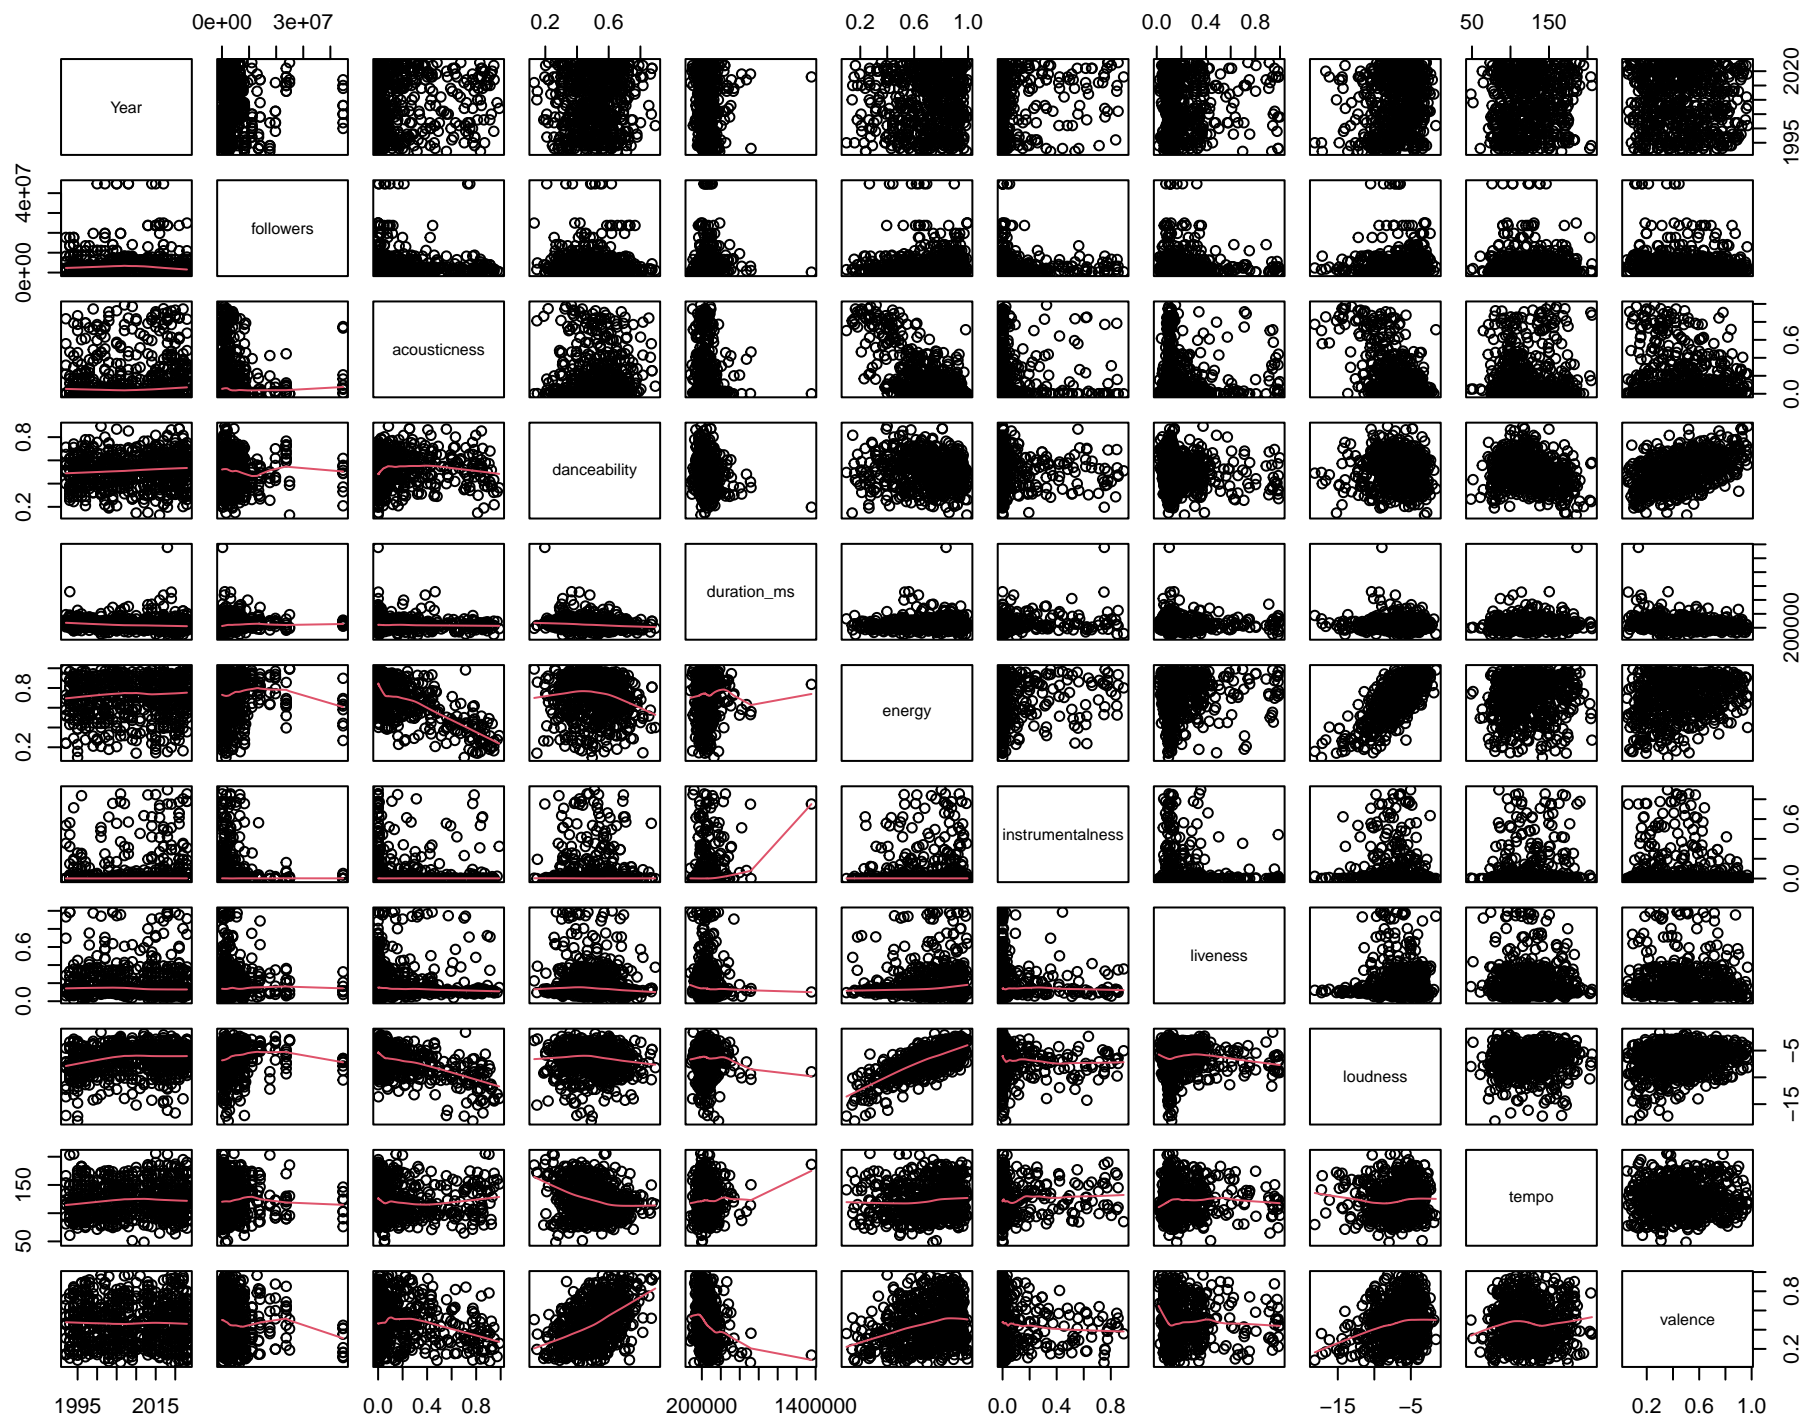 0e+00 3e+07 0.2 0.6 0.2 0.6 1.0 0.0 0.4 0.8 50 150
Year 1995 2020
0e+00 4e+07 followers
acousticness 0.0 0.6
0.2 0.8 danceability
duration_ms 200000
0.2 0.8 energy
instrumentalness 0.0 0.6
0.0 0.6 liveness
loudness −15 −5
50 150 tempo
valence 0.2 0.8
1995 2015 0.0 0.4 0.8 200000 1400000 0.0 0.4 0.8 −15 −5 0.2 0.6 1.0